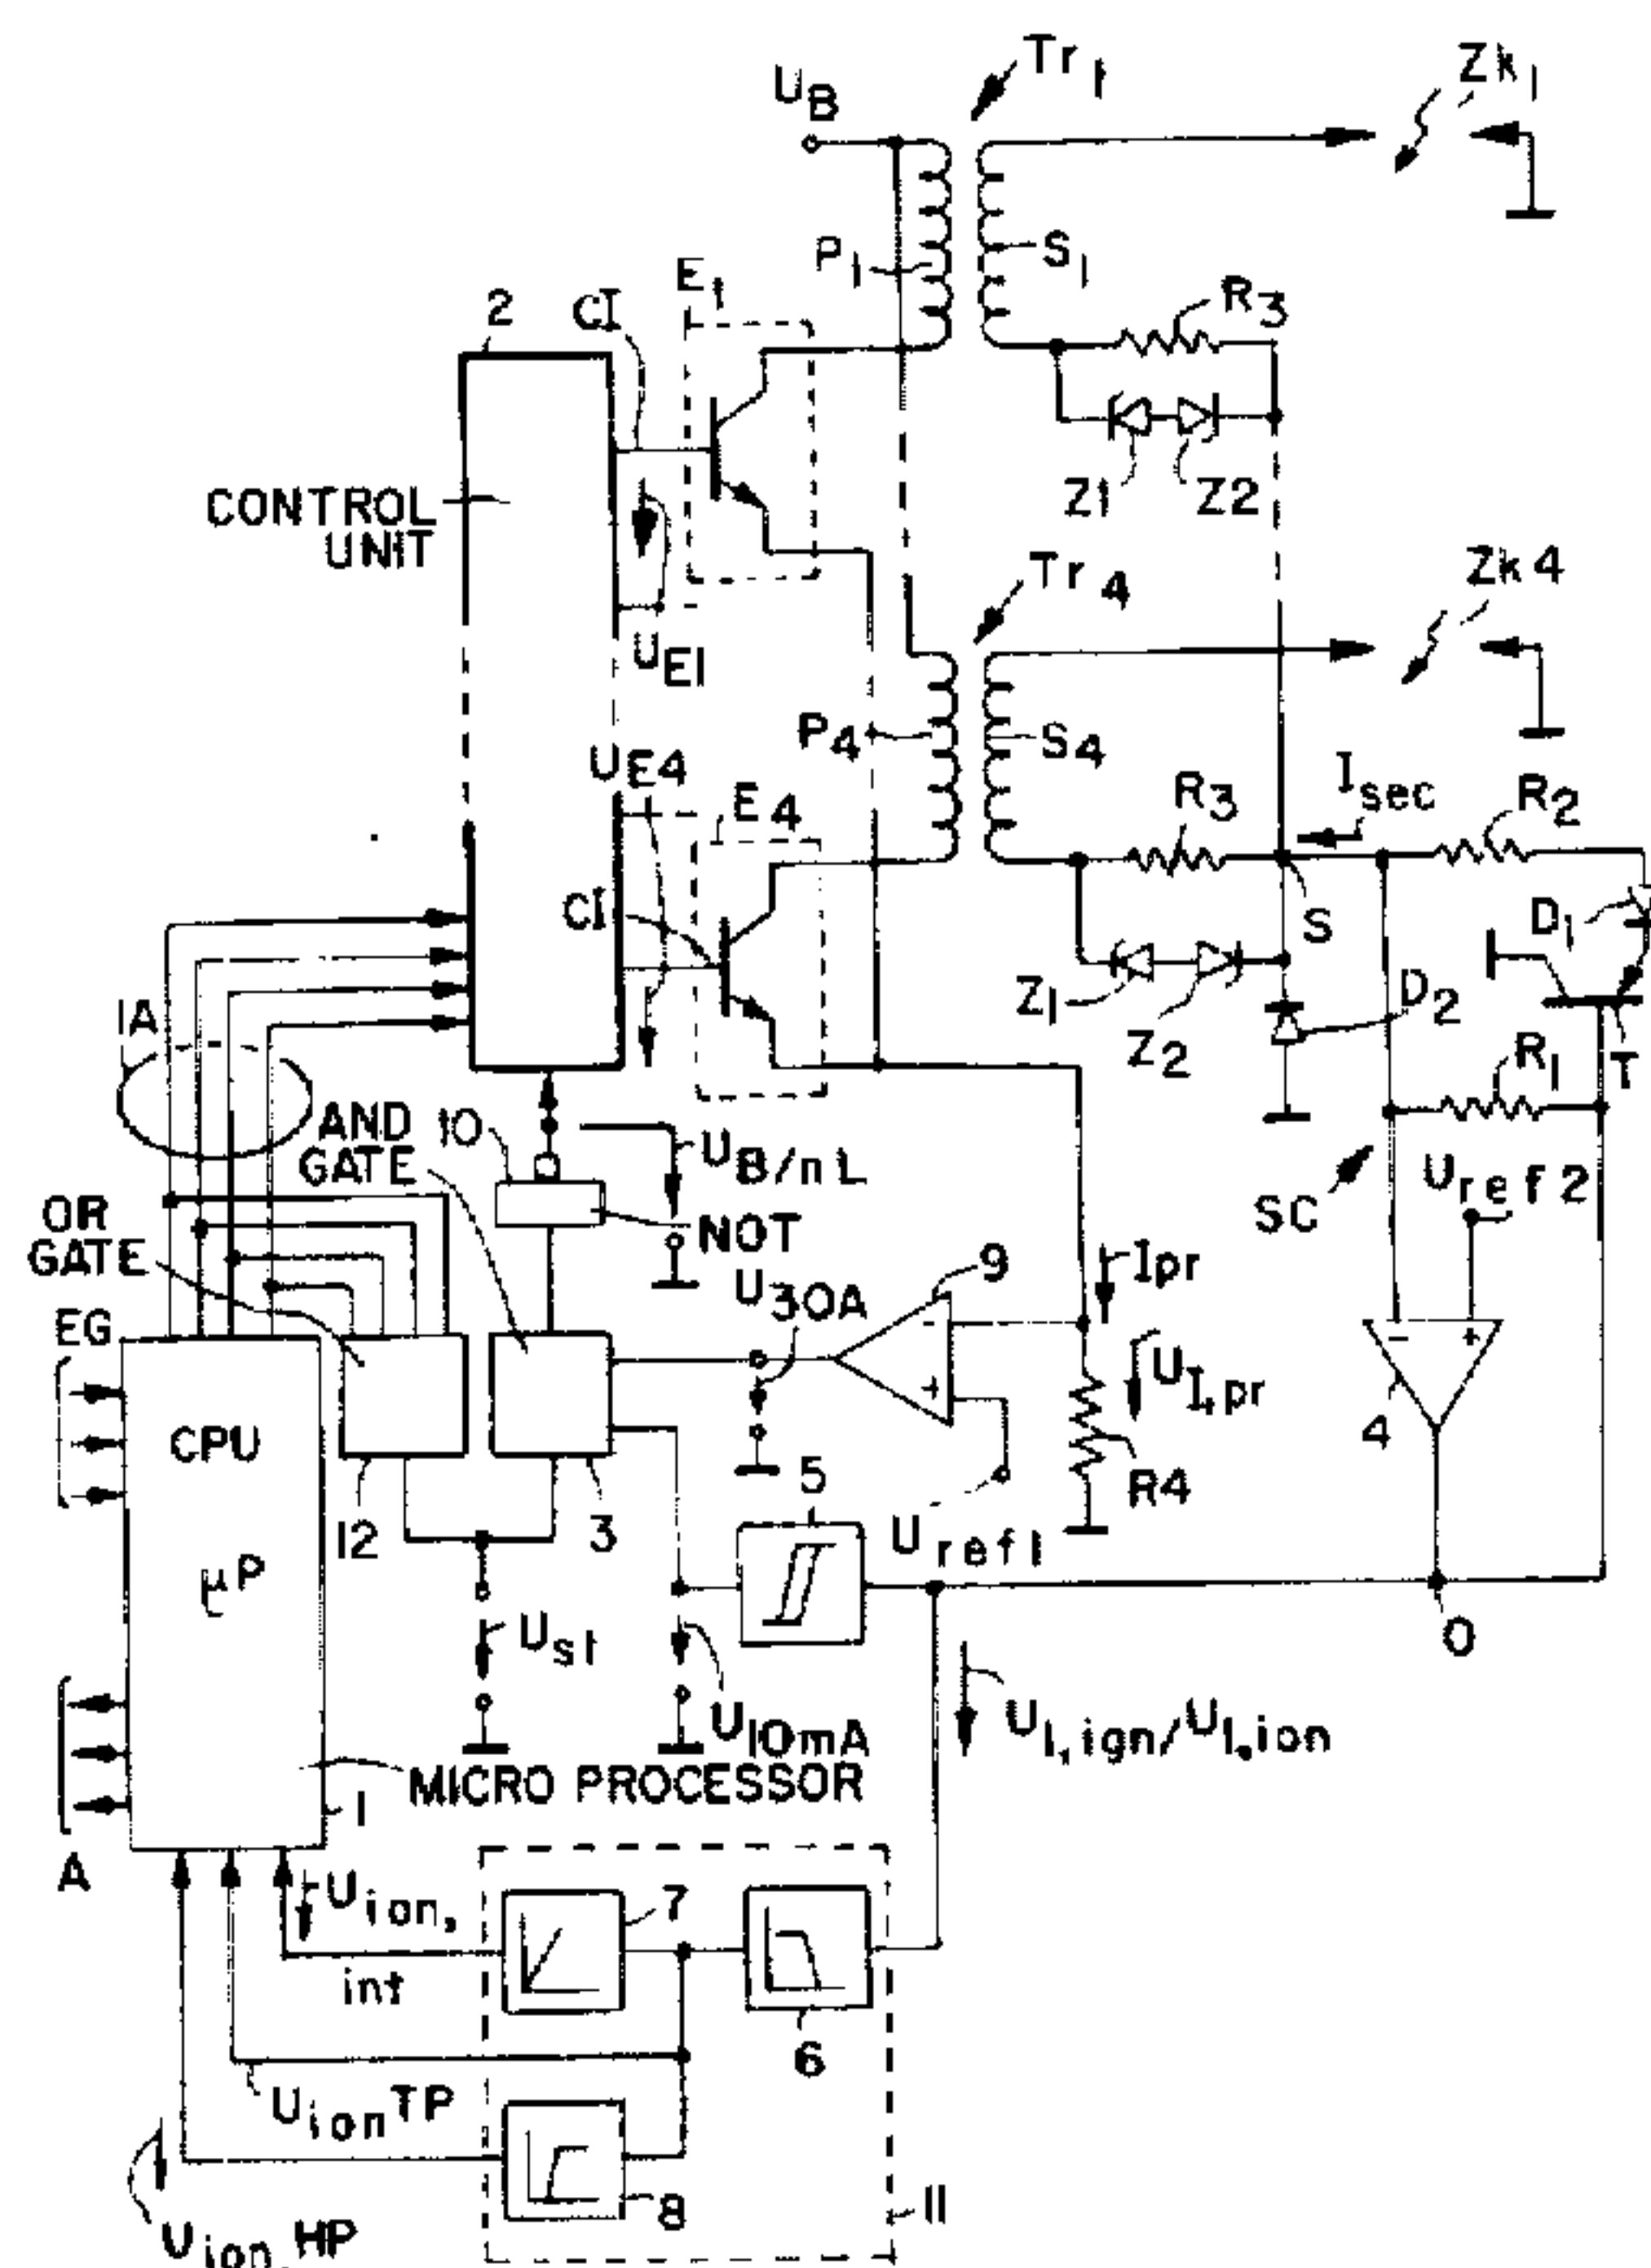 Tr1
Zk1
UB
P1
S1
E1
R3
2
CI
Z1
Z2
CONTROL
UNIT
Tr4
Zk4
UE1
P4
S4
UE4
E4
R3
Isec
R2
CI
S
D1
Z1
Z2
D2
1A
R1
T
AND
GATE
10
UB/nL
Uref2
SC
OR
GATE
NOT
U30A
9
Ipr
EG
UI,pr
CPU
4
5
R4
12
3
Uref1
μP
Ust
O
U10mA
UI,ign/UI,ion
MICRO PROCESSOR
1
A
Uion,
int
7
6
UionTP
8
11
Uion HP